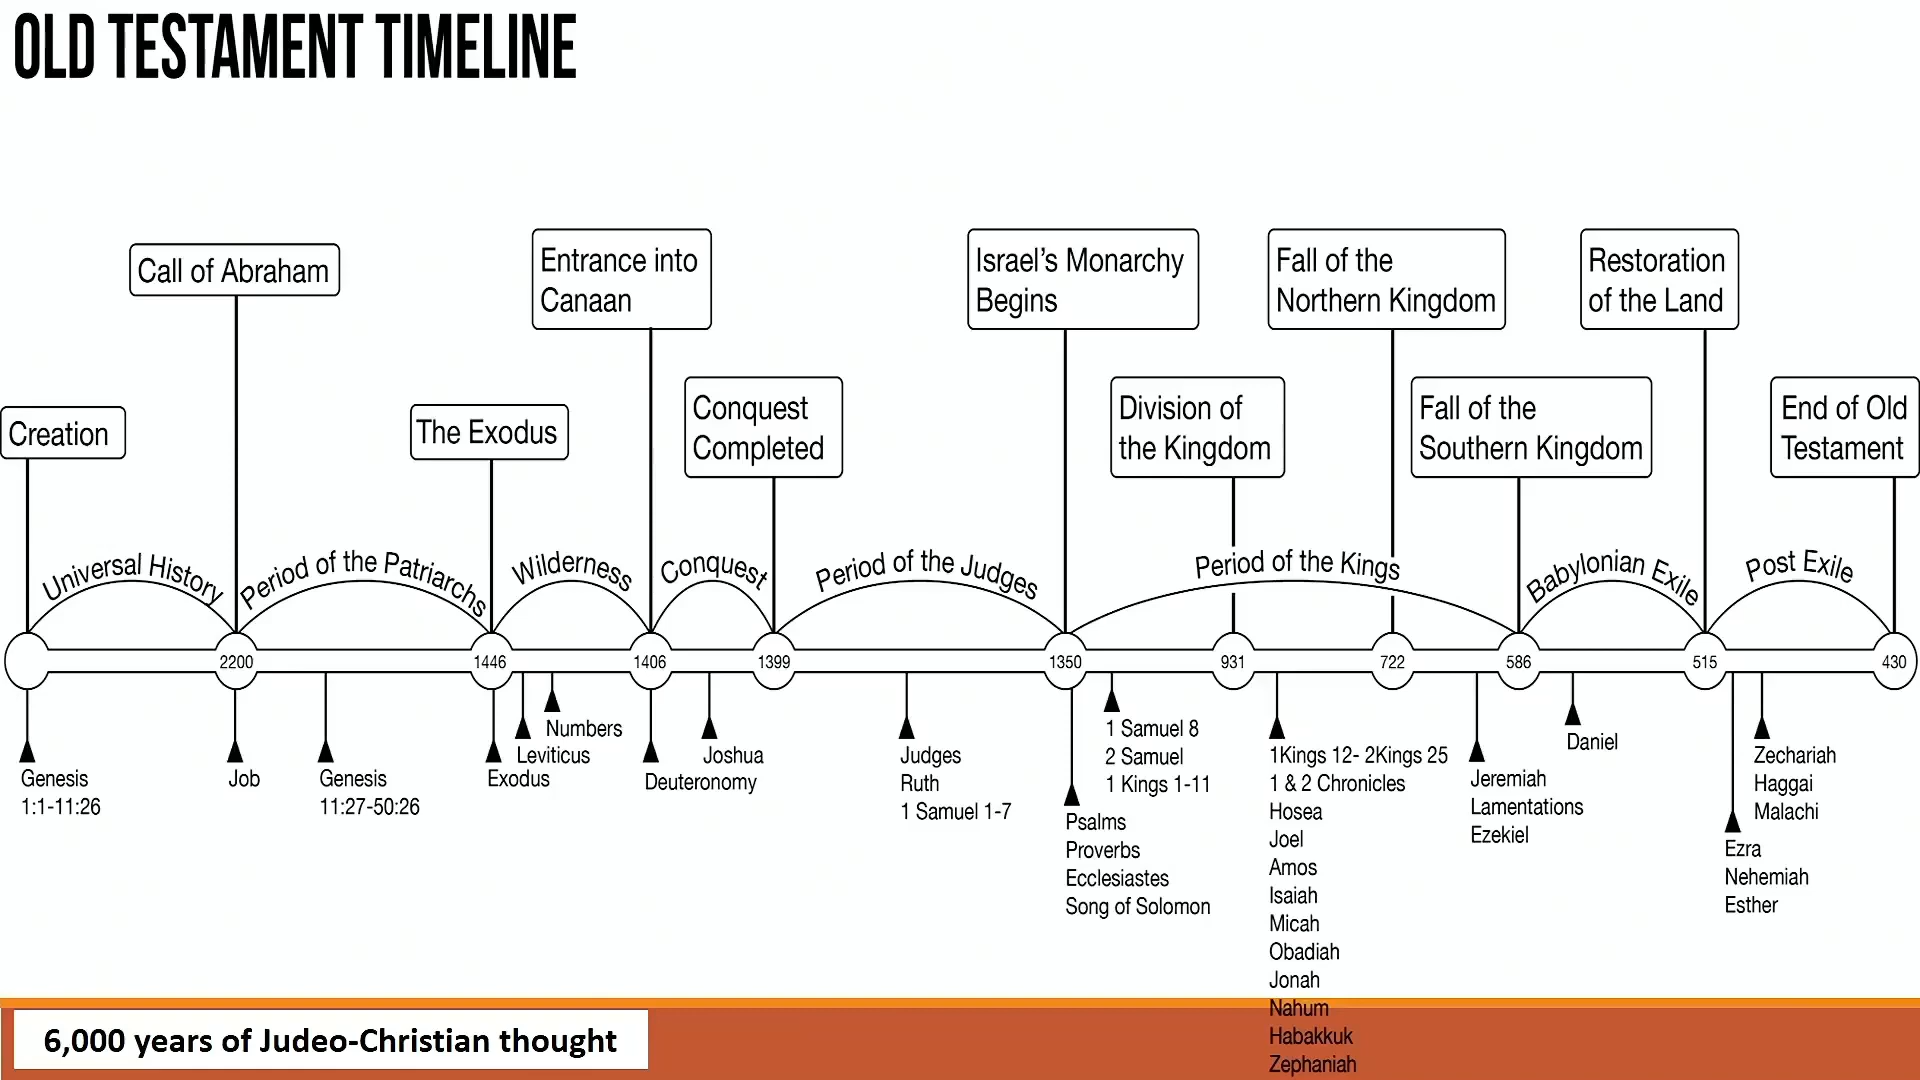 OLD TESTAMENT TIMELINE
Creation
Call of Abraham
The Exodus
Entrance into
Canaan
Conquest
Completed
Israel's Monarchy
Begins
Division of
the Kingdom
Fall of the
Northern Kingdom
Fall of the
Southern Kingdom
Restoration
of the Land
End of Old
Testament
Universal History
Period of the Patriarchs
Wilderness
Conquest
Period of the Judges
Period of the Kings
Babylonian Exile
Post Exile
2200
1446
1406
1399
1350
931
722
586
515
430
Genesis
1:1-11:26
Job
Genesis
11:27-50:26
Exodus
Leviticus
Numbers
Deuteronomy
Joshua
Judges
Ruth
1 Samuel 1-7
Psalms
Proverbs
Ecclesiastes
Song of Solomon
1 Samuel 8
2 Samuel
1 Kings 1-11
1Kings 12- 2Kings 25
1 & 2 Chronicles
Hosea
Joel
Amos
Isaiah
Micah
Obadiah
Jonah
Nahum
Habakkuk
Zephaniah
Jeremiah
Lamentations
Ezekiel
Daniel
Ezra
Nehemiah
Esther
Zechariah
Haggai
Malachi
6,000 years of Judeo-Christian thought